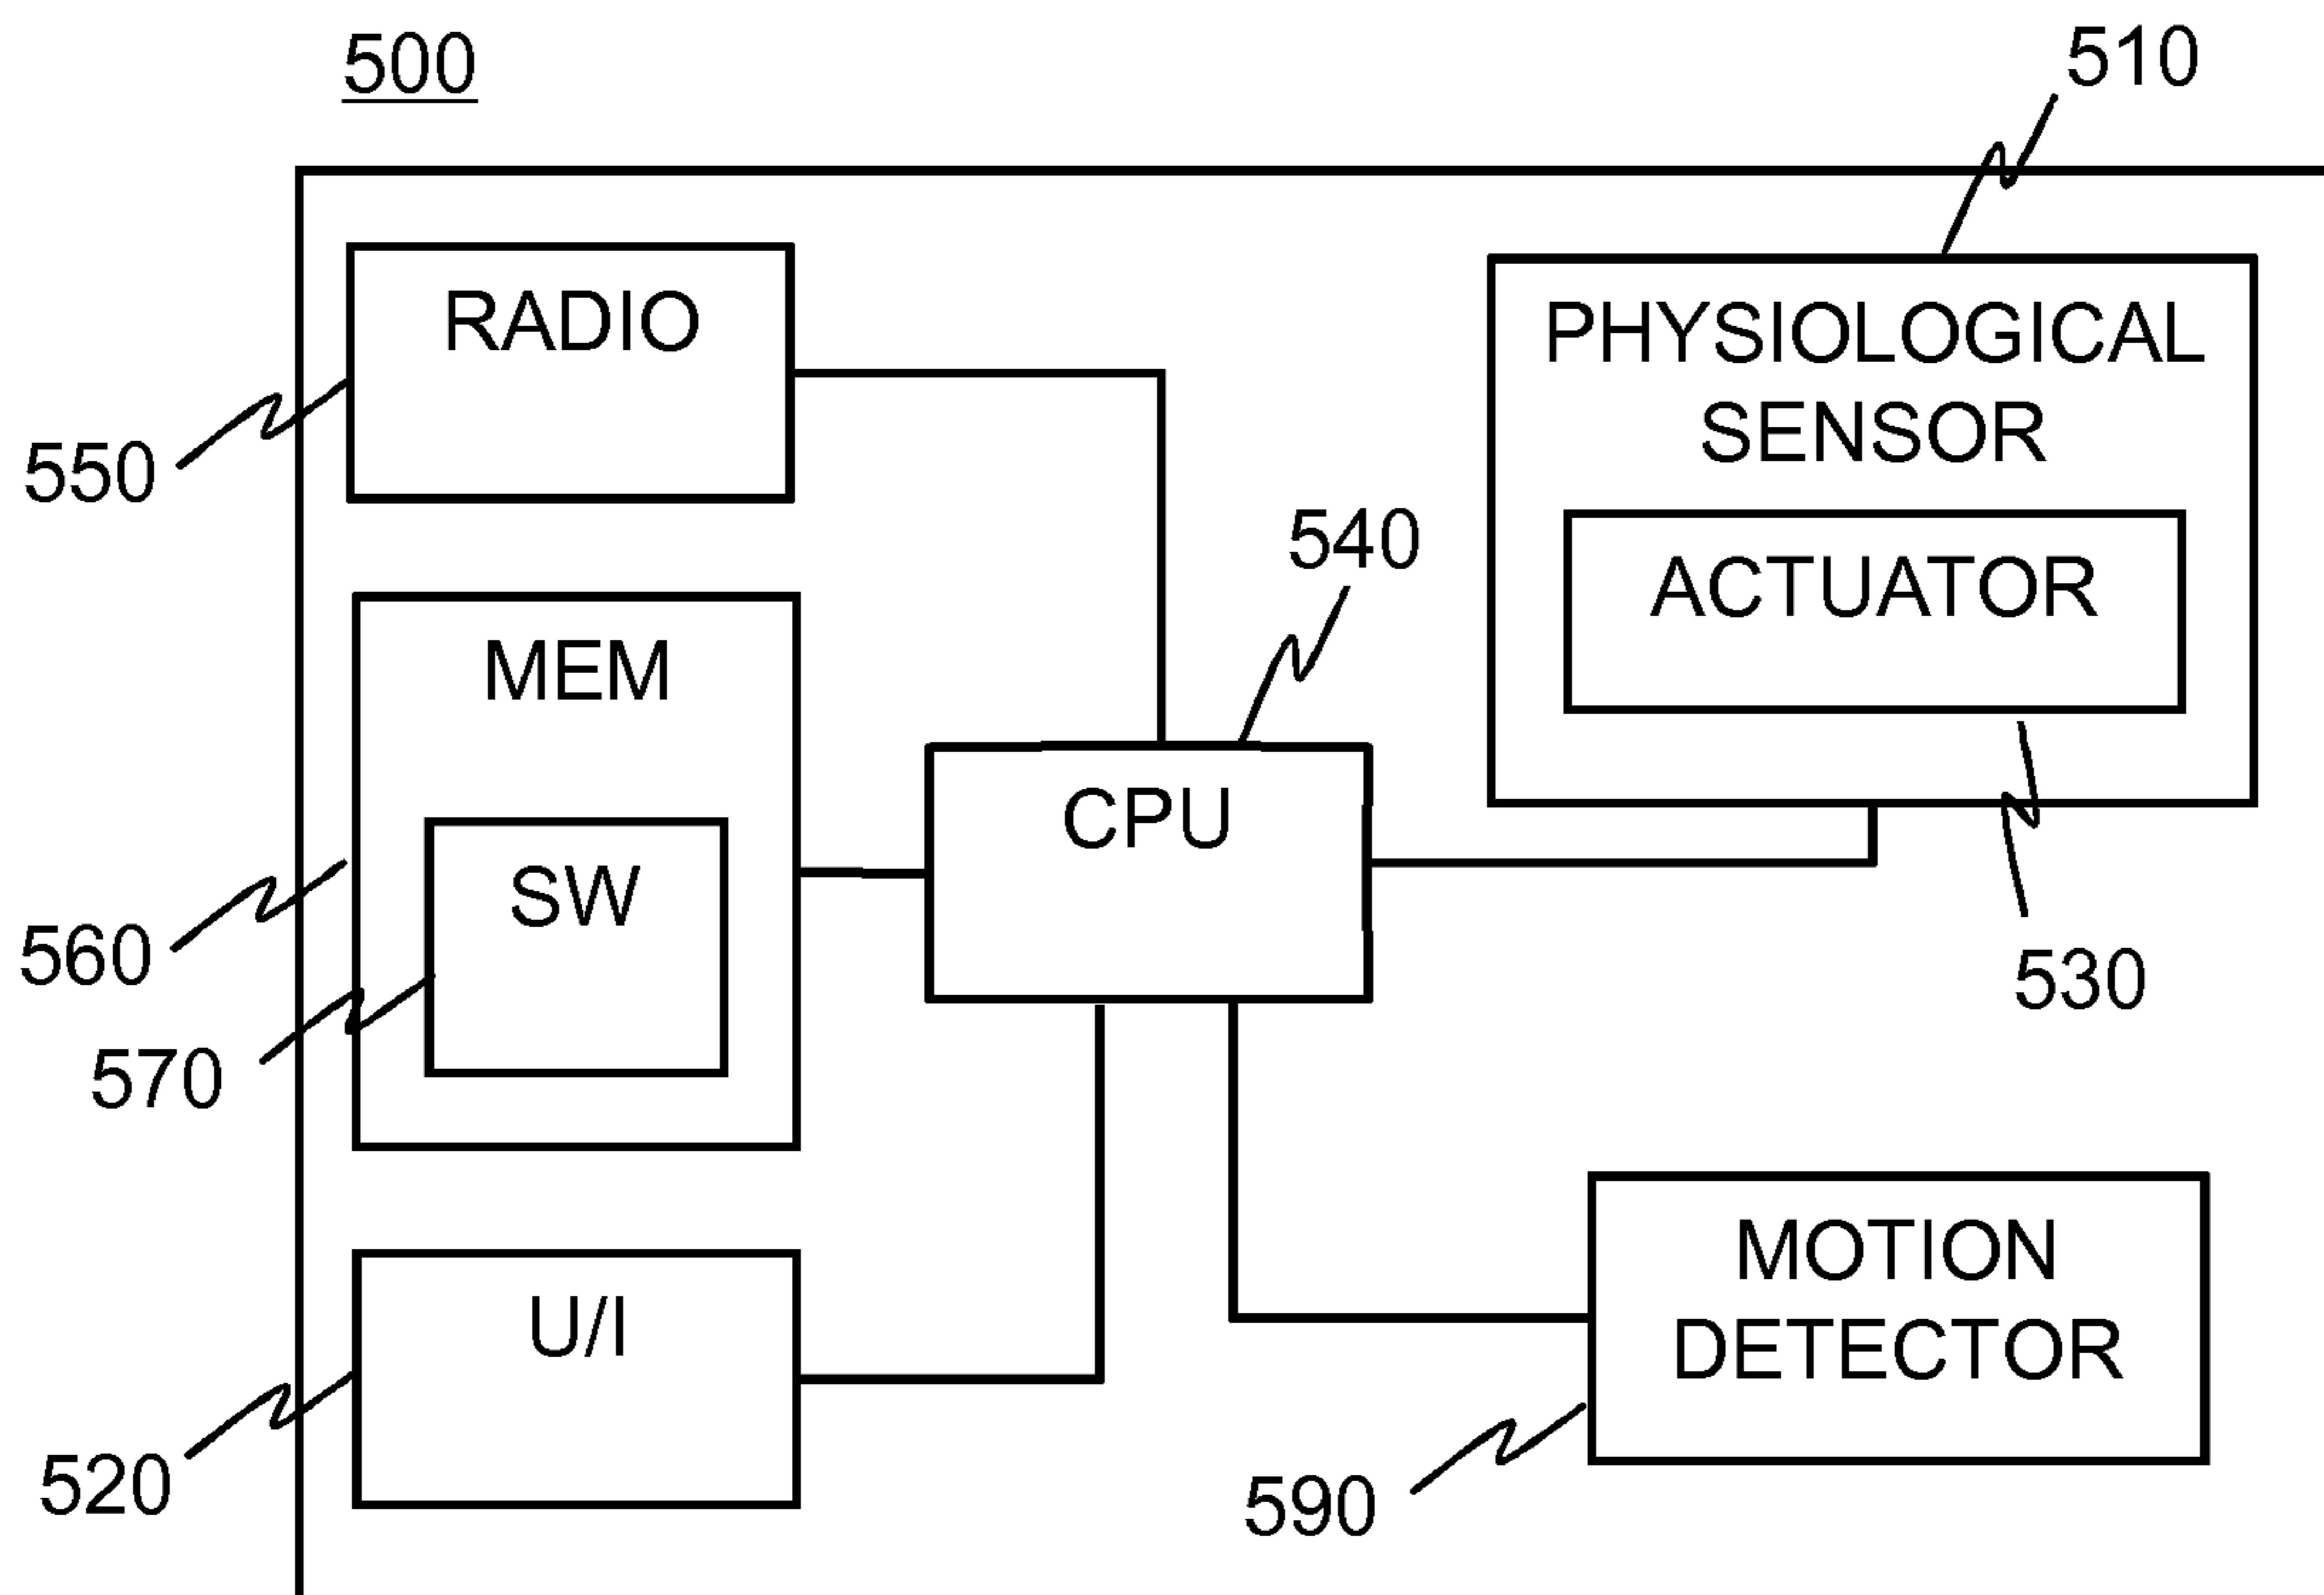 500
510
RADIO
PHYSIOLOGICAL
SENSOR
550
540
ACTUATOR
MEM
CPU
SW
560
530
570
MOTION
DETECTOR
U/I
520
590